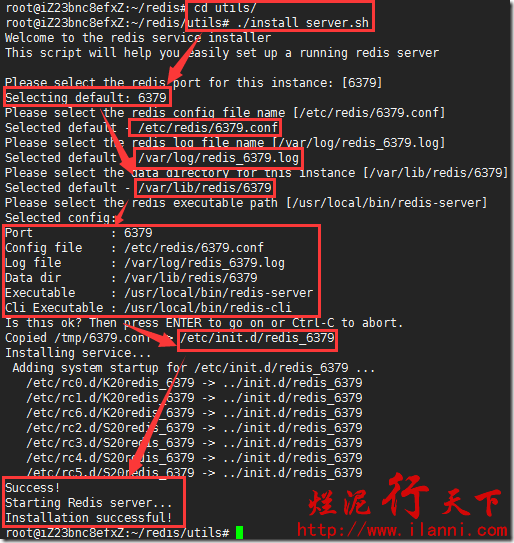 root@iZ23bnc8efxZ:~/redis# cd utils/
root@iZ23bnc8efxZ:~/redis/utils# ./install_server.sh
Welcome to the redis service installer
This script will help you easily set up a running redis server
Please select the redis port for this instance: [6379]
Selecting default: 6379
Please select the redis config file name [/etc/redis/6379.conf]
Selected default - /etc/redis/6379.conf
Please select the redis log file name [/var/log/redis_6379.log]
Selected default - /var/log/redis_6379.log
Please select the data directory for this instance [/var/lib/redis/6379]
Selected default - /var/lib/redis/6379
Please select the redis executable path [/usr/local/bin/redis-server]
Selected config:
Port : 6379
Config file : /etc/redis/6379.conf
Log file : /var/log/redis_6379.log
Data dir : /var/lib/redis/6379
Executable : /usr/local/bin/redis-server
Cli Executable : /usr/local/bin/redis-cli
Is this ok? Then press ENTER to go on or Ctrl-C to abort.
Copied /tmp/6379.conf => /etc/init.d/redis_6379
Installing service...
Adding system startup for /etc/init.d/redis_6379 ...
/etc/rc0.d/K20redis_6379 -> ../init.d/redis_6379
/etc/rc1.d/K20redis_6379 -> ../init.d/redis_6379
/etc/rc6.d/K20redis_6379 -> ../init.d/redis_6379
/etc/rc2.d/S20redis_6379 -> ../init.d/redis_6379
/etc/rc3.d/S20redis_6379 -> ../init.d/redis_6379
/etc/rc4.d/S20redis_6379 -> ../init.d/redis_6379
/etc/rc5.d/S20redis_6379 -> ../init.d/redis_6379
Success!
Starting Redis server...
Installation successful!
root@iZ23bnc8efxZ:~/redis/utils#
烂泥行天下
http://www.ilanni.com